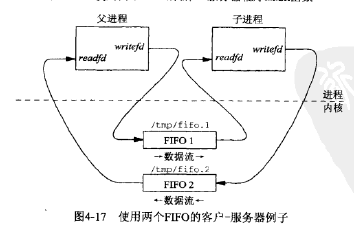 父进程
子进程
writefd
readfd
writefd
readfd
进程
内核
/tmp/fifo.1
FIFO 1
→数据流→
/tmp/fifo.2
FIFO 2
←数据流←
图4-17 使用两个FIFO的客户-服务器例子